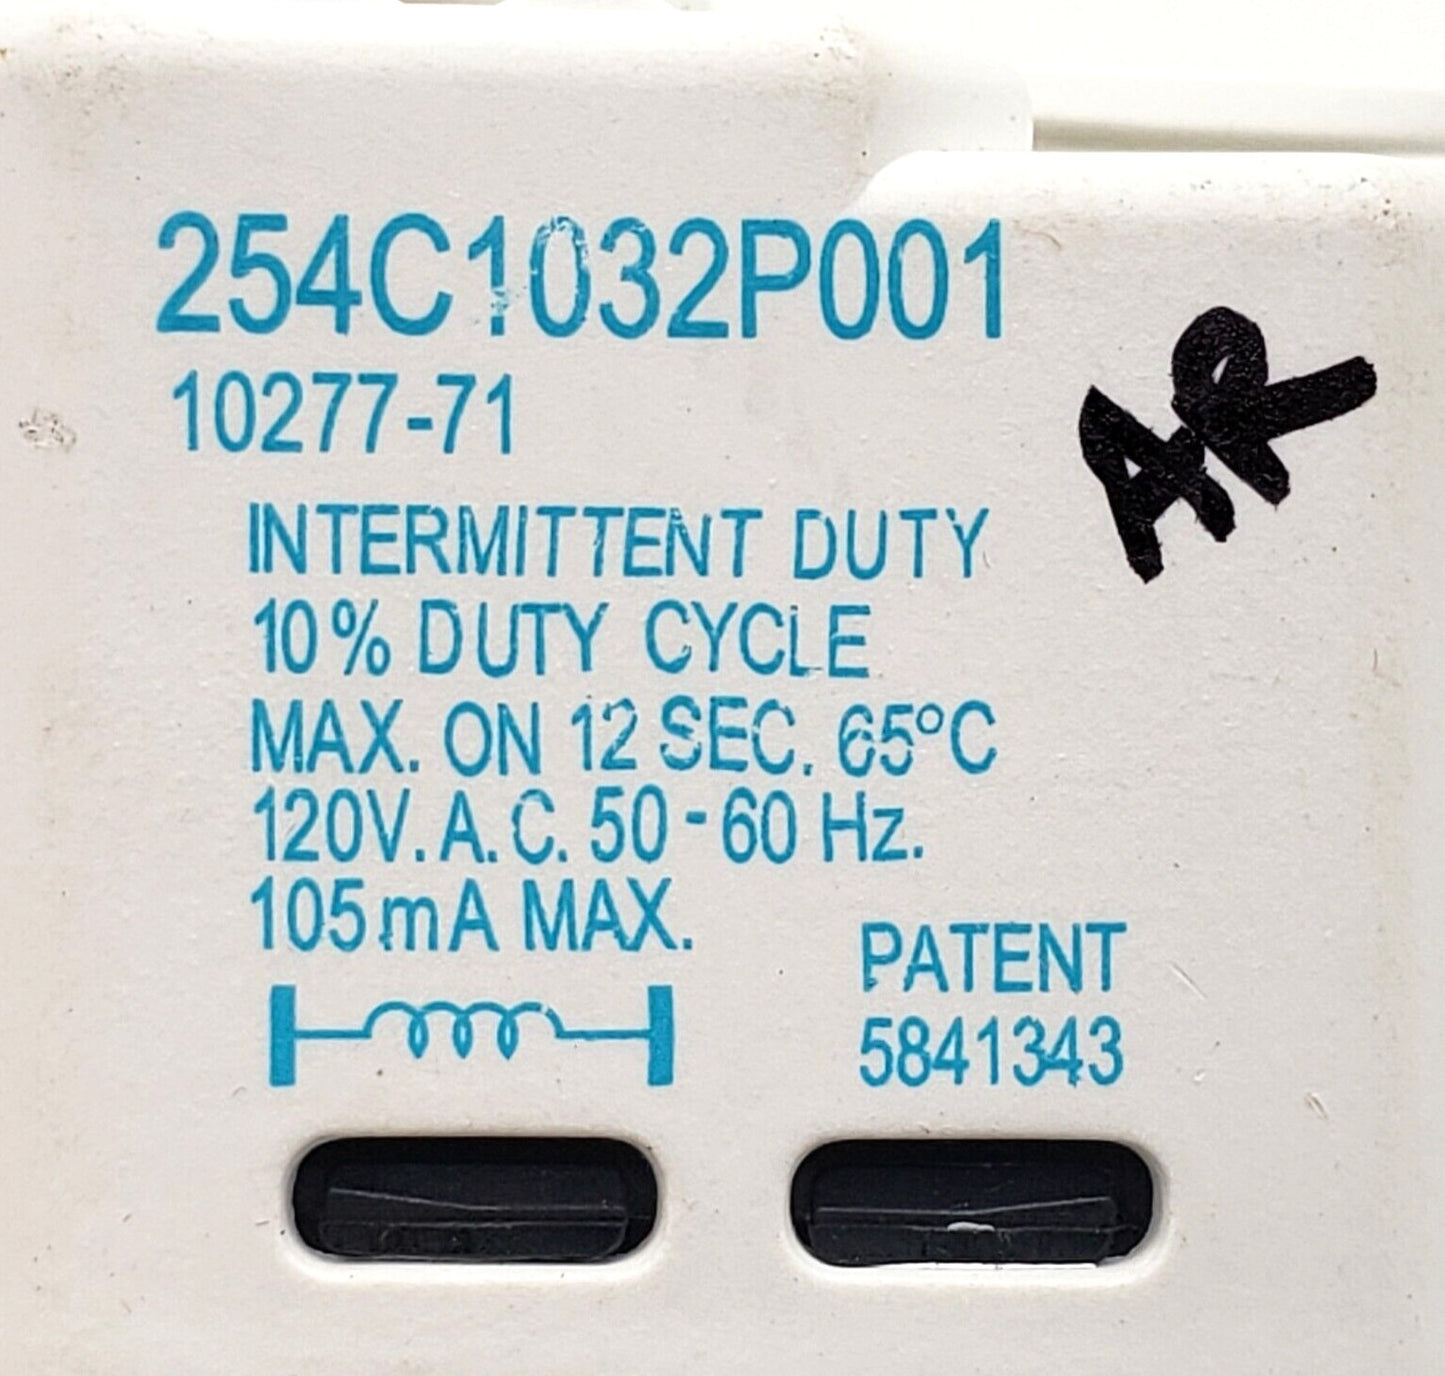 254C1032P001
10277-71
AR
INTERMITTENT DUTY
10% DUTY CYCLE
MAX. ON 12 SEC. 65°C
120V. A. C. 50-60 Hz.
105mA MAX.
PATENT
5841343